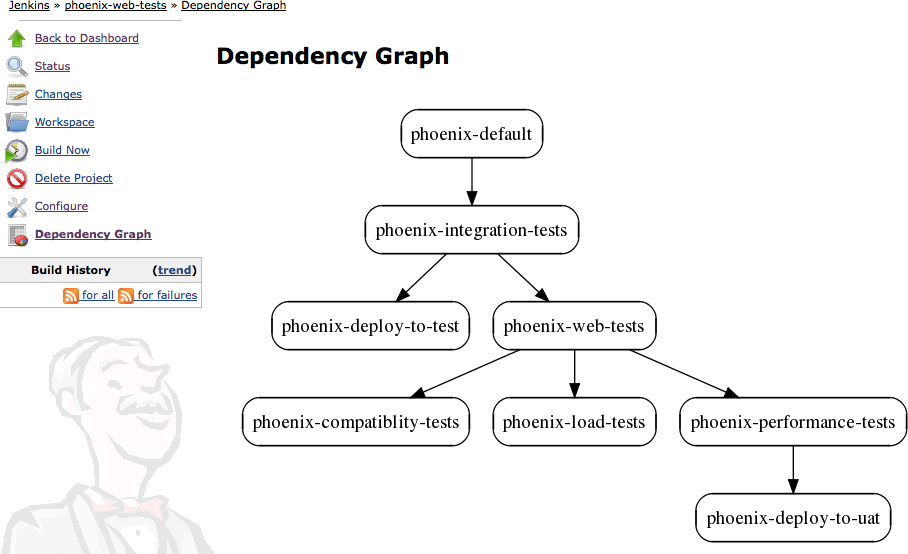 Jenkins » phoenix-web-tests » Dependency Graph
Back to Dashboard
Status
Changes
Workspace
Build Now
Delete Project
Configure
Dependency Graph
Build History (trend)
for all for failures
Dependency Graph
phoenix-default
phoenix-integration-tests
phoenix-deploy-to-test phoenix-web-tests
phoenix-compatiblity-tests phoenix-load-tests phoenix-performance-tests
phoenix-deploy-to-uat